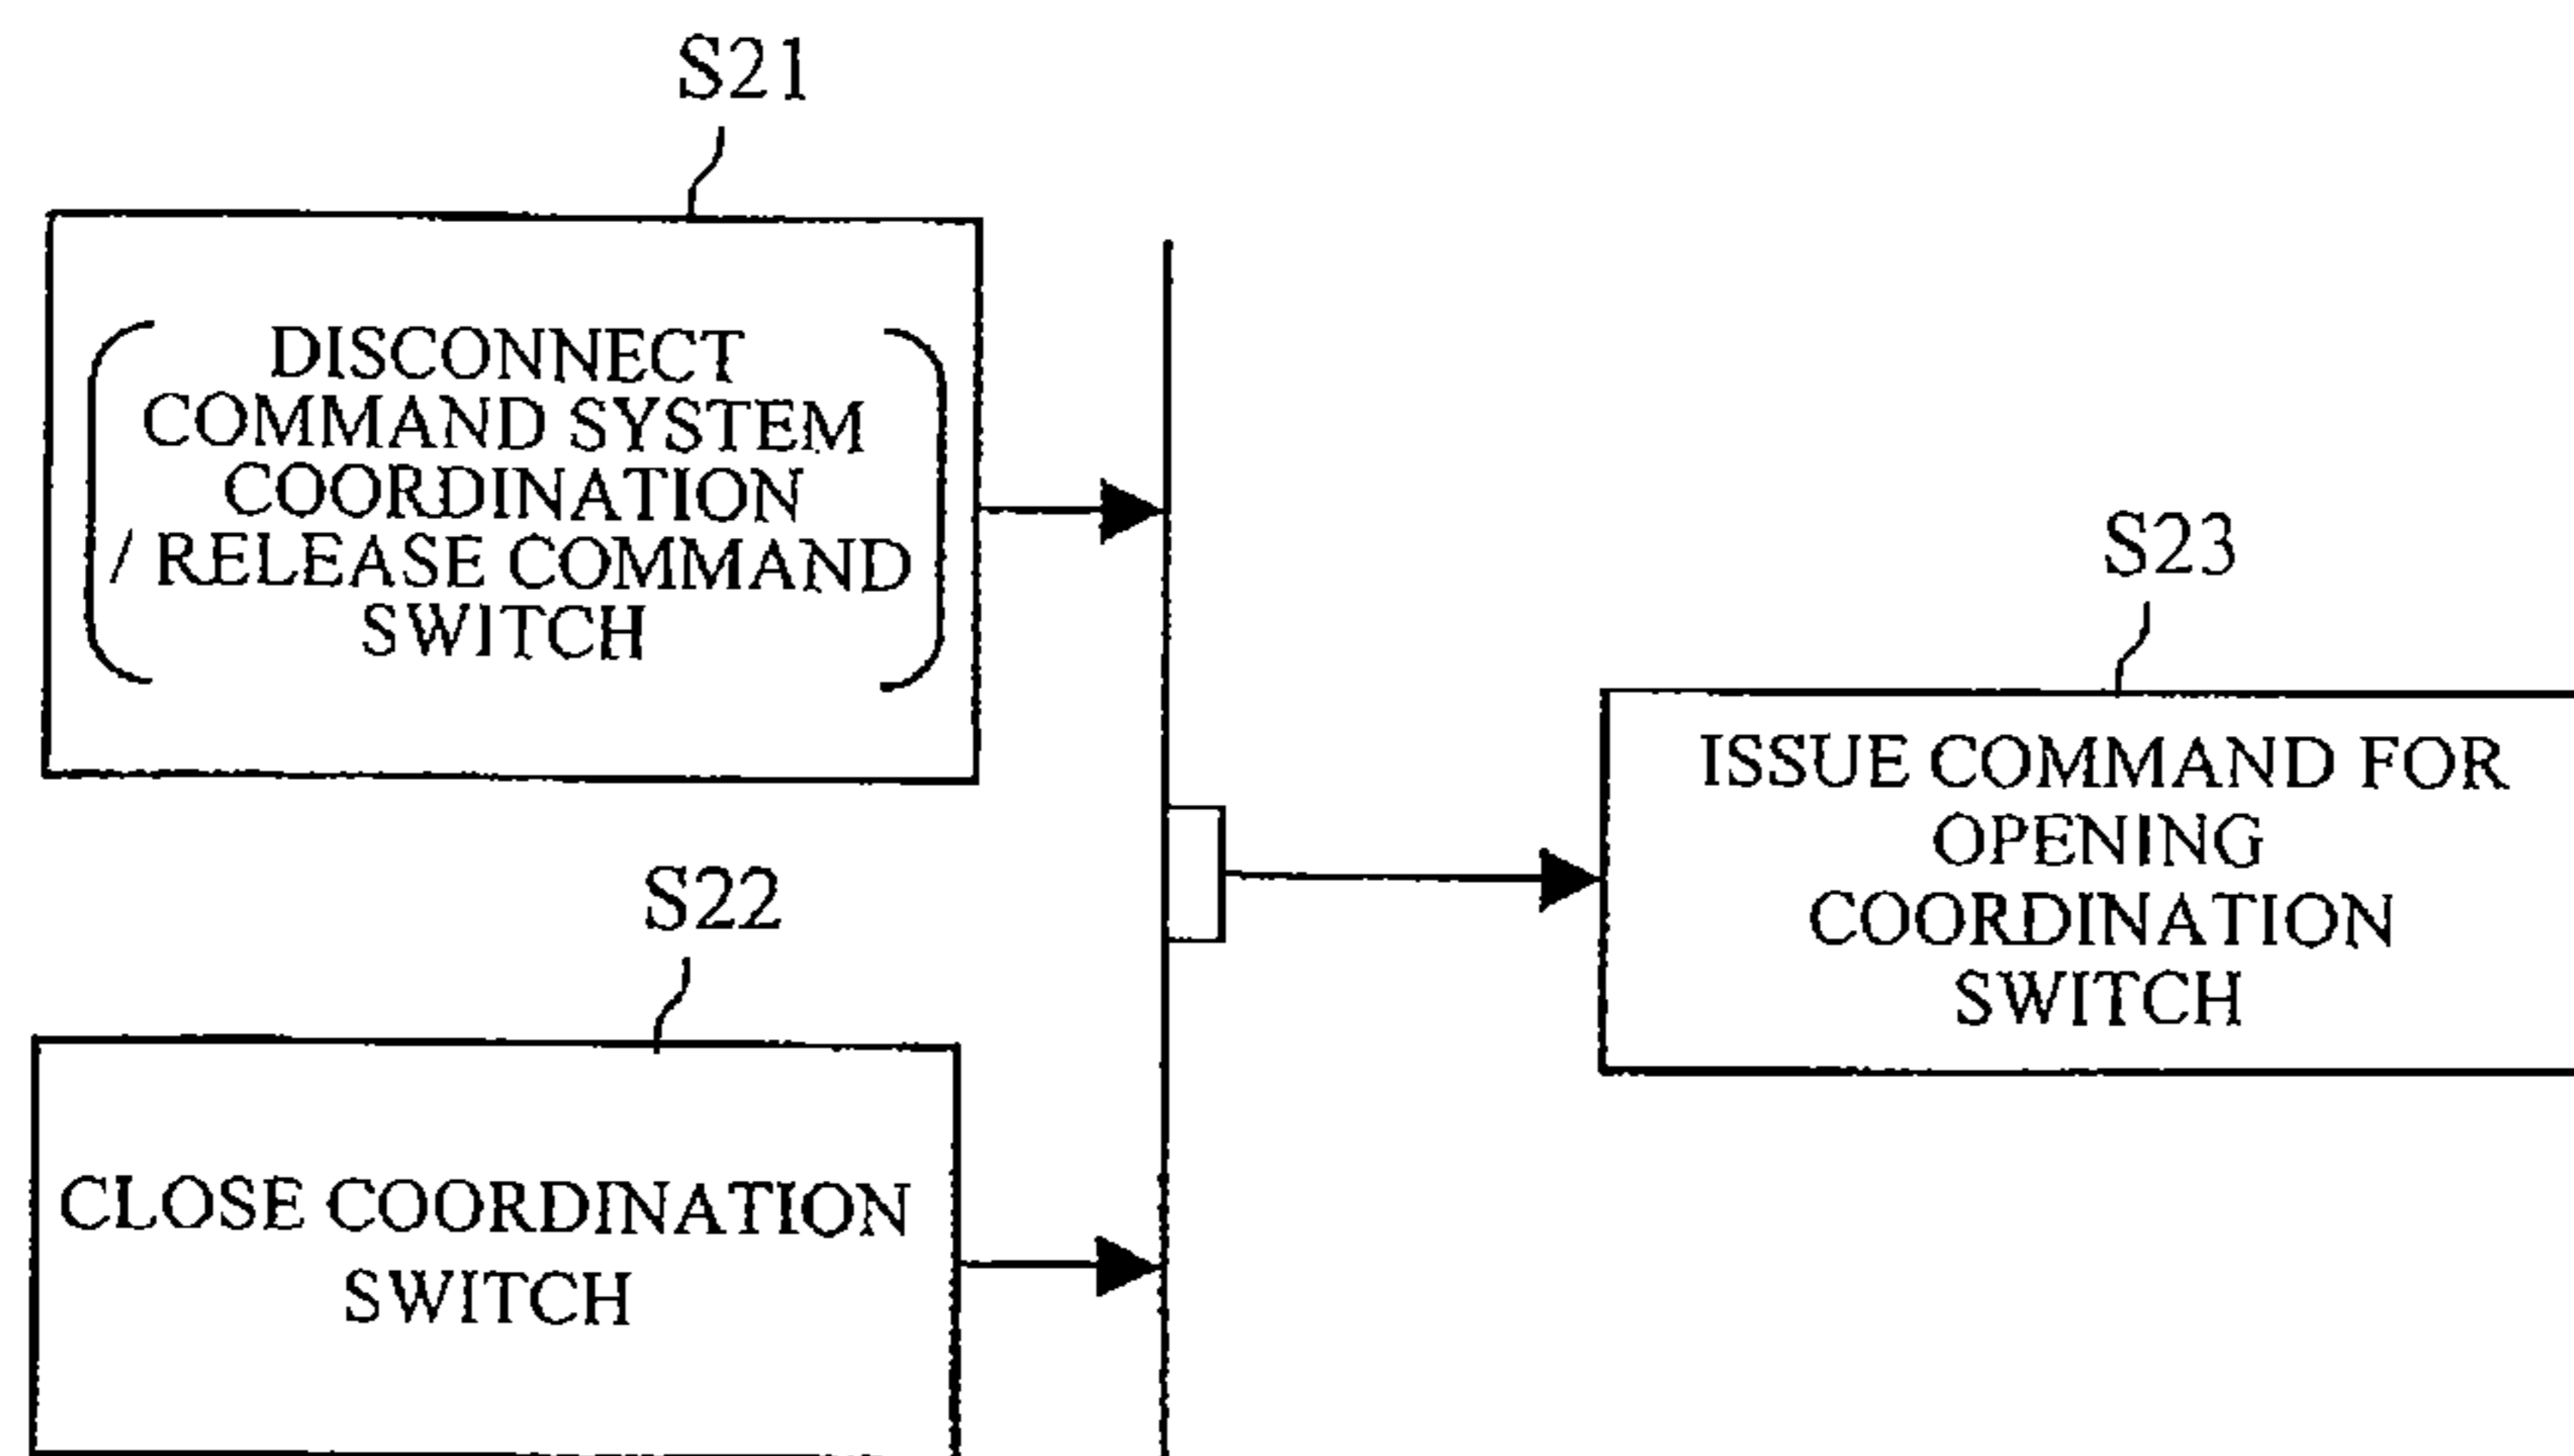 S21
DISCONNECT
COMMAND SYSTEM
COORDINATION
/ RELEASE COMMAND
SWITCH
S22
CLOSE COORDINATION
SWITCH
S23
ISSUE COMMAND FOR
OPENING
COORDINATION
SWITCH